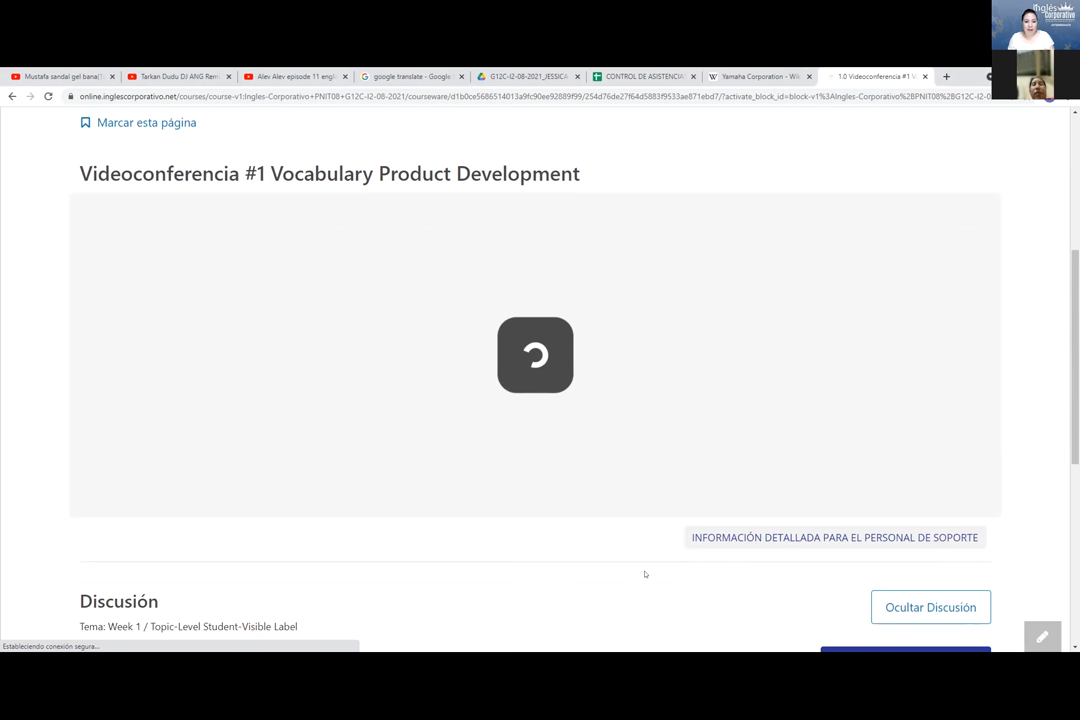 Inglés
Corporativo
Mustafa sandal gel bana(1
Tarkan Dudu DJ ANG Rem
Alev Alev episode 11 engl
google translate - Google
G12C-I2-08-2021_JESSICA
CONTROL DE ASISTENCIA
Yamaha Corporation - Wik
1.0 Videoconferencia #1 V
online.inglescorporativo.net/courses/course-v1:Ingles-Corporativo+PNIT08+G12C-I2-08-2021/courseware/d1b0ce5686514013a9fc90ee92889f99/254d76de27f64d5883f9533ae871ebd7/?activate_block_id=block-v1%3AIngles-Corporativo%2BPNIT08%2BG12C-I2-0
Marcar esta página
Videoconferencia #1 Vocabulary Product Development
INFORMACIÓN DETALLADA PARA EL PERSONAL DE SOPORTE
Discusión
Ocultar Discusión
Tema: Week 1 / Topic-Level Student-Visible Label
Estableciendo conexión segura...